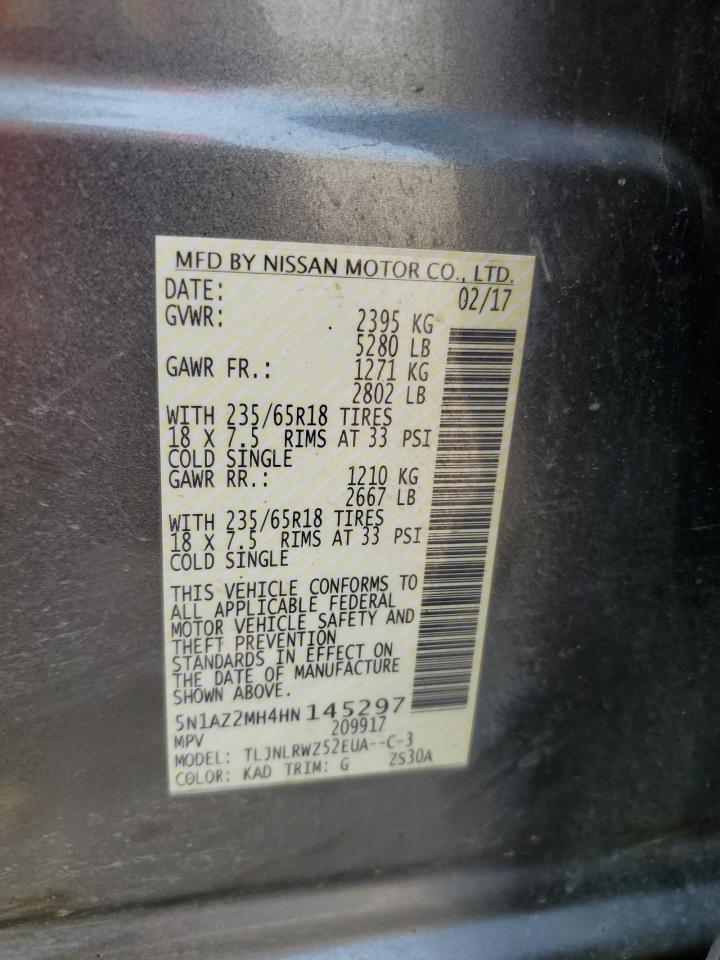 MFD BY NISSAN MOTOR CO., LTD.
DATE: 02/17
GVWR: 2395 KG
5280 LB
GAWR FR.: 1271 KG
2802 LB
WITH 235/65R18 TIRES
18 X 7.5 RIMS AT 33 PSI
COLD SINGLE
GAWR RR.: 1210 KG
2667 LB
WITH 235/65R18 TIRES
18 X 7.5 RIMS AT 33 PSI
COLD SINGLE
THIS VEHICLE CONFORMS TO
ALL APPLICABLE FEDERAL
MOTOR VEHICLE SAFETY AND
THEFT PREVENTION
STANDARDS IN EFFECT ON
THE DATE OF MANUFACTURE
SHOWN ABOVE.
5N1AZ2MH4HN 145297
MPV 209917
MODEL: TLJNLRWZ52EUA--C-3
COLOR: KAD TRIM: G ZS30A